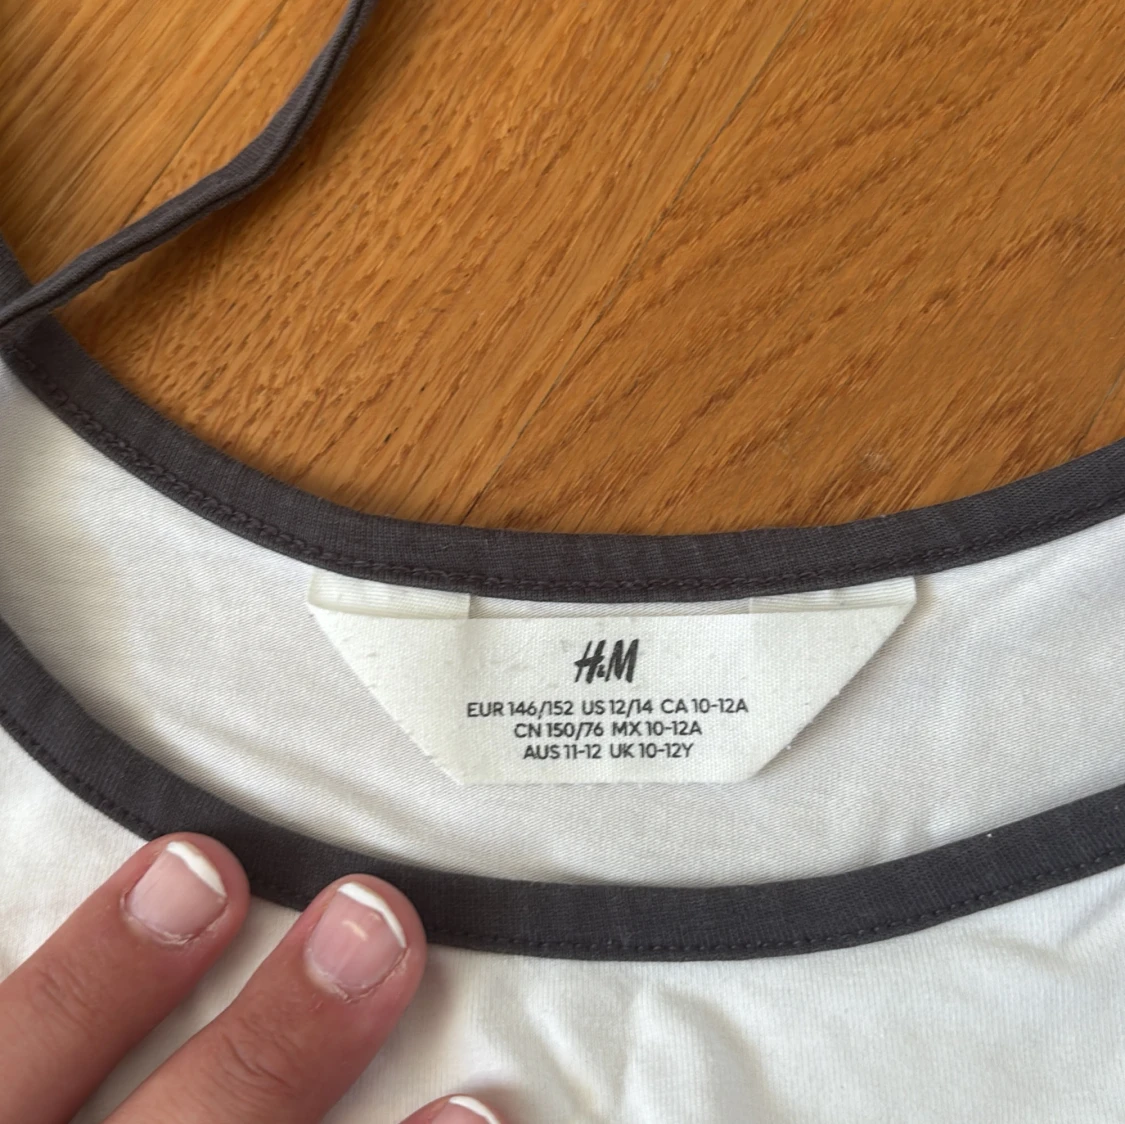 H&M
EUR 146/152 US 12/14 CA 10-12A
CN 150/76 MX 10-12A
AUS 11-12 UK 10-12Y